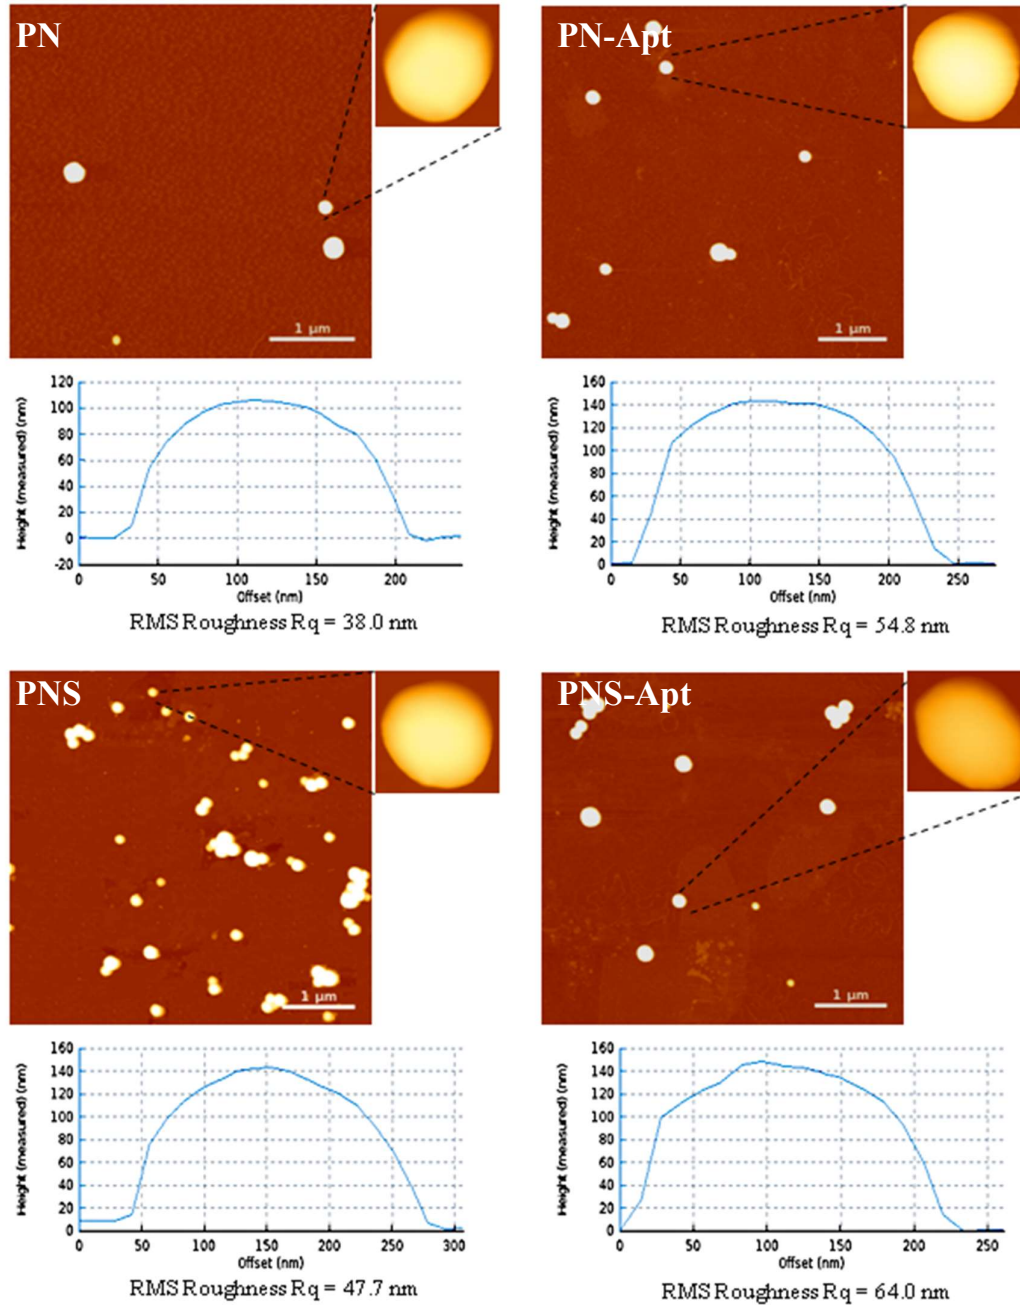 PN
1 μm
120
100
80
60
40
20
0
-20
Height (measured) (nm)
0 50 100 150 200
Offset (nm)
RMS Roughness Rq = 38.0 nm
PN-Apt
1 μm
160
140
120
100
80
60
40
20
0
Height (measured) (nm)
0 50 100 150 200 250
Offset (nm)
RMS Roughness Rq = 54.8 nm
PNS
1 μm
160
140
120
100
80
60
40
20
0
Height (measured) (nm)
0 50 100 150 200 250 300
Offset (nm)
RMS Roughness Rq = 47.7 nm
PNS-Apt
1 μm
160
140
120
100
80
60
40
20
0
Height (measured) (nm)
0 50 100 150 200 250
Offset (nm)
RMS Roughness Rq = 64.0 nm